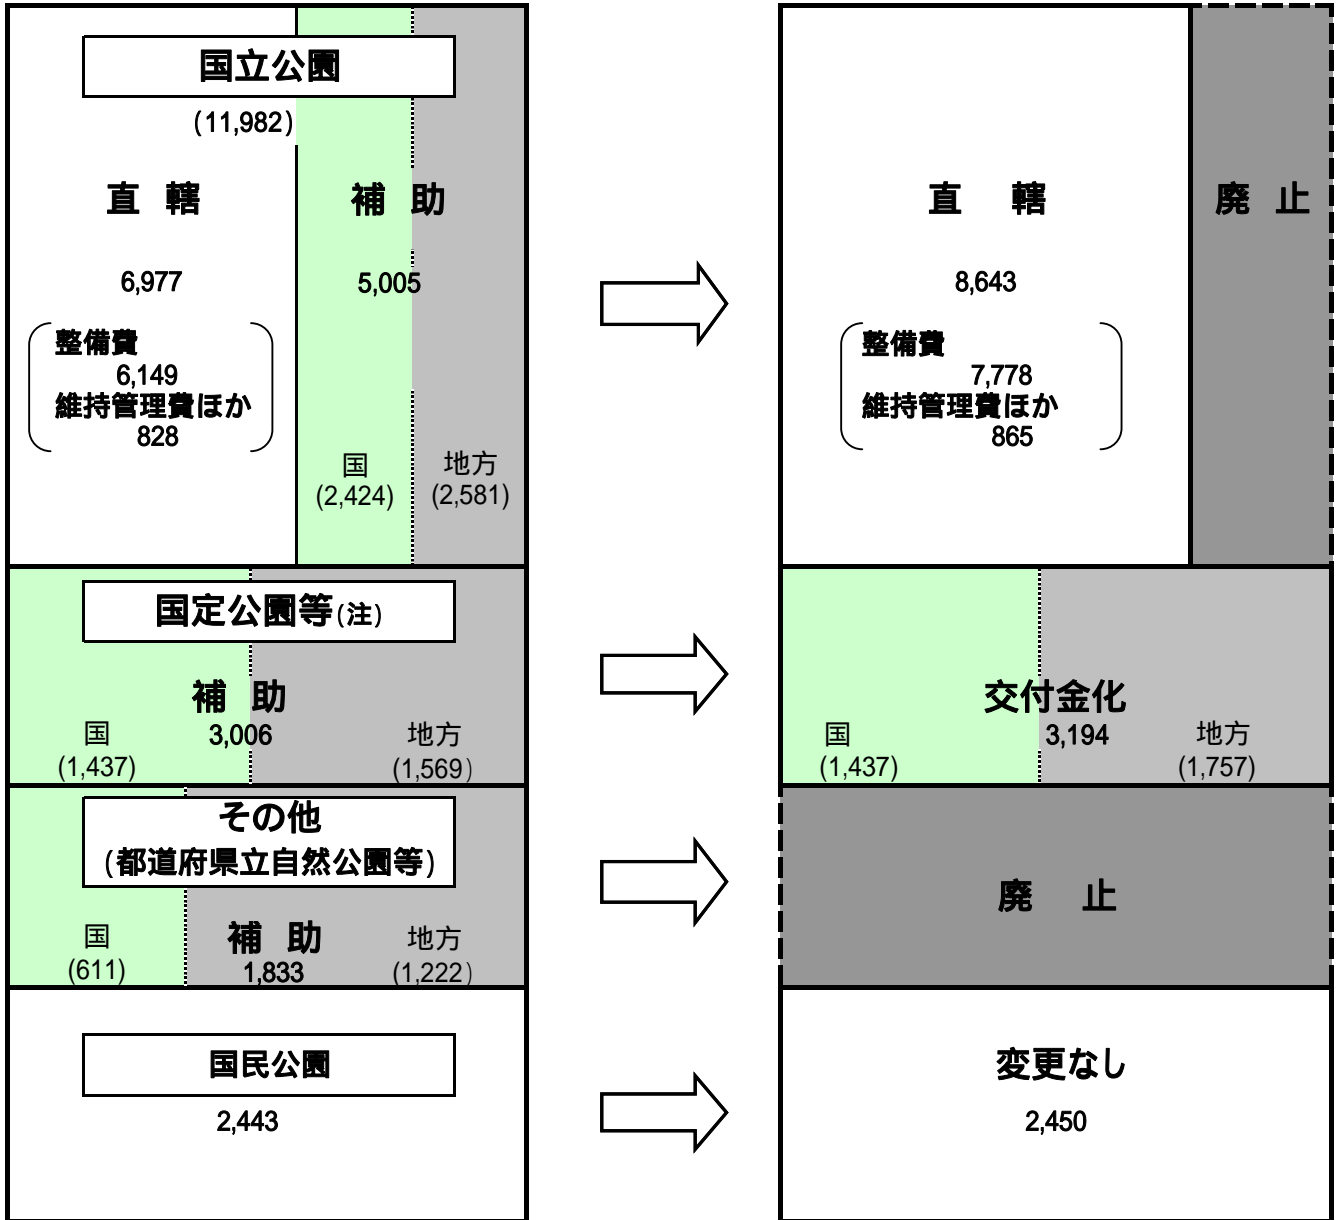 国立公園
(11,982)
直 轄
補 助
6,977
5,005
整備費
6,149
維持管理費ほか
828
国
(2,424)
地方
(2,581)
直 轄
廃 止
8,643
整備費
7,778
維持管理費ほか
865
国定公園等(注)
補 助
3,006
国
(1,437)
地方
(1,569)
交付金化
3,194
国
(1,437)
地方
(1,757)
その他
(都道府県立自然公園等)
補 助
1,833
国
(611)
地方
(1,222)
廃 止
国民公園
2,443
変更なし
2,450